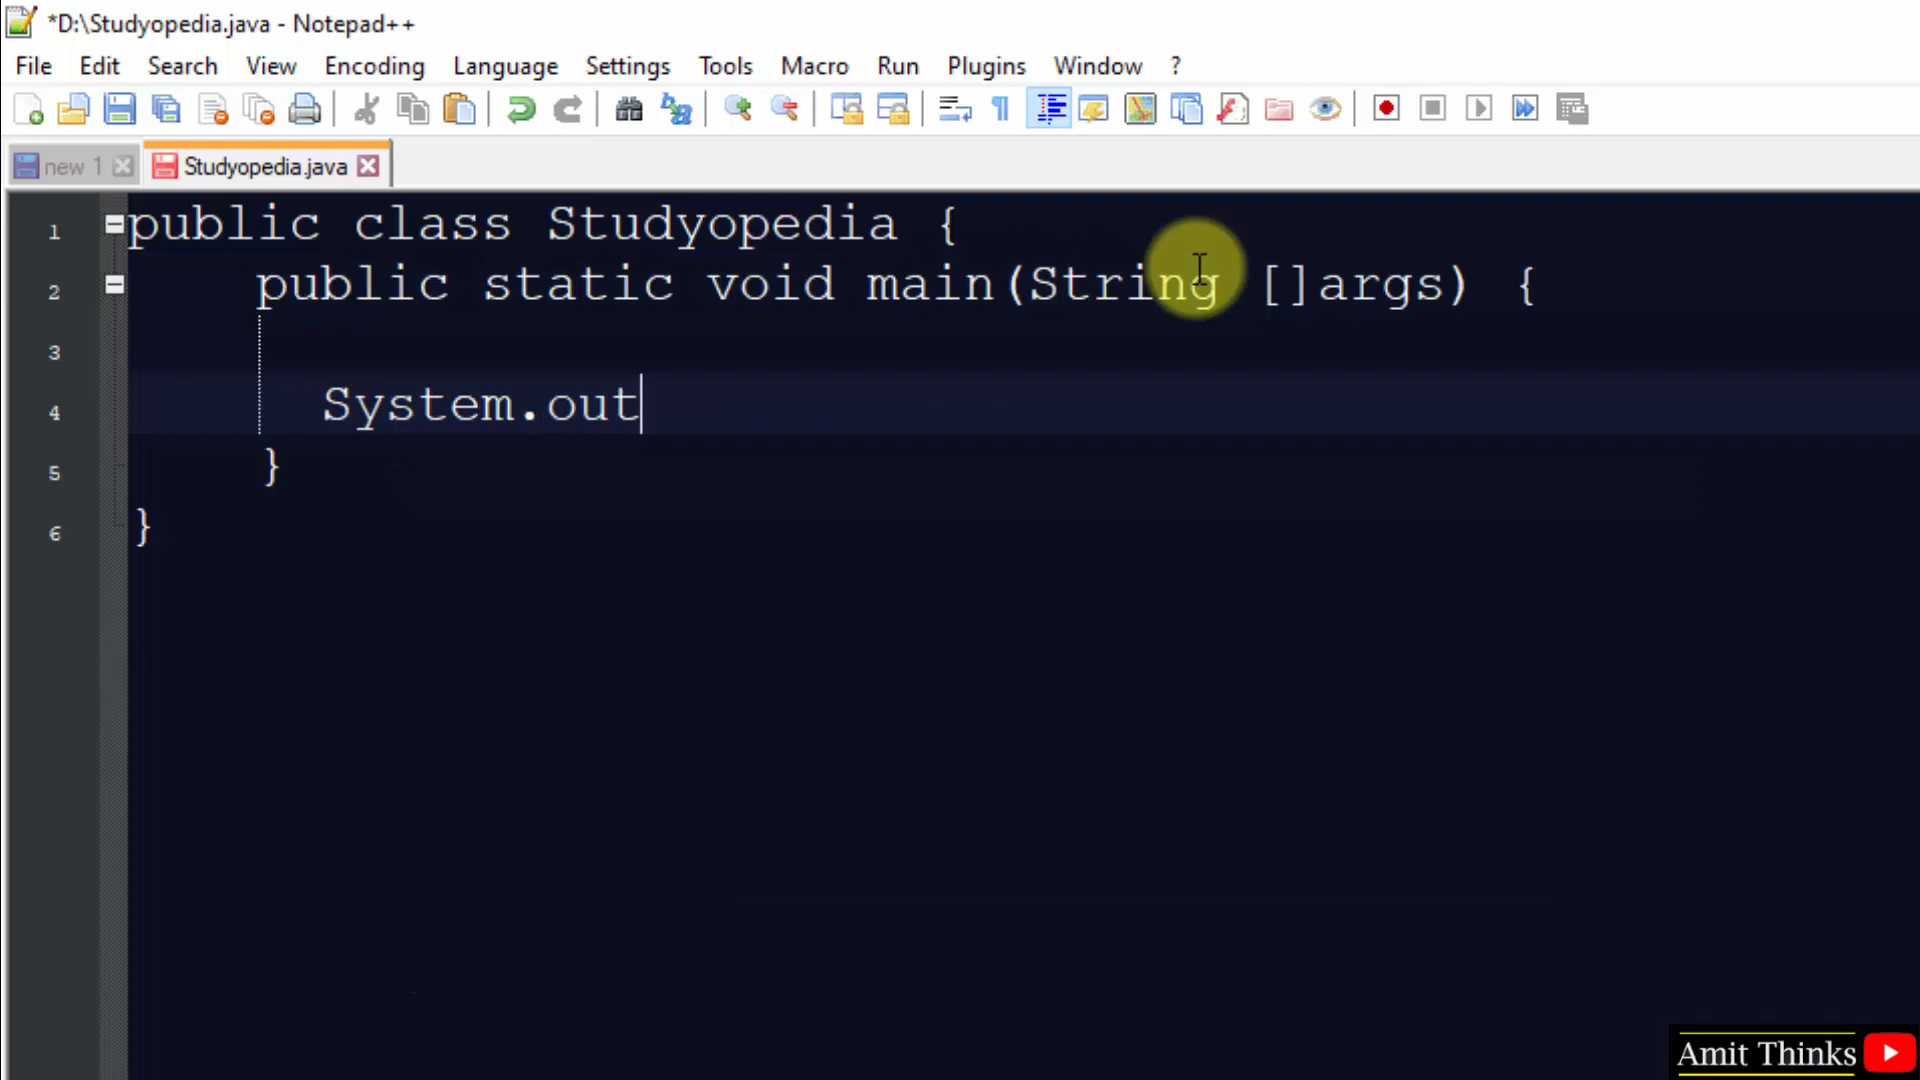 *D:\Studyopedia.java - Notepad++
File Edit Search View Encoding Language Settings Tools Macro Run Plugins Window ?
new 1 Studyopedia.java
1 public class Studyopedia {
2 public static void main(String []args) {
3
4 System.out
5 }
6 }
Amit Thinks